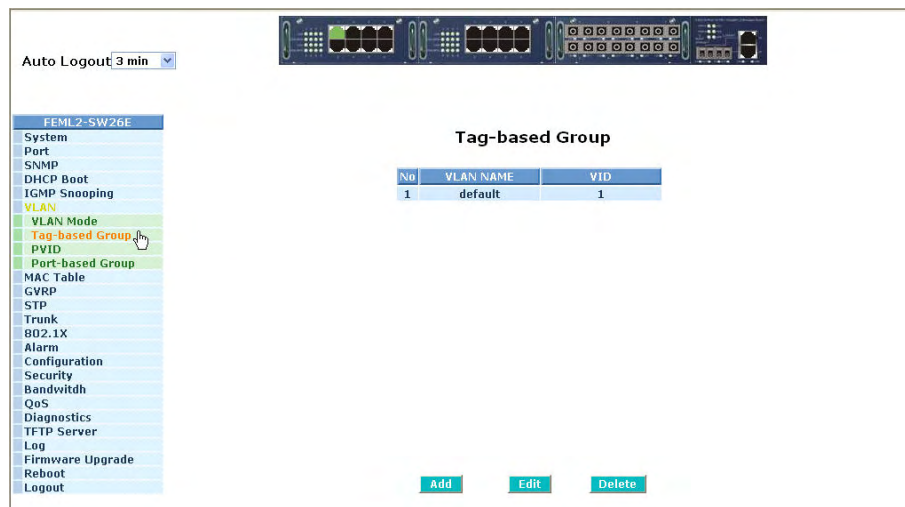 Auto Logout 3 min
FEML2-SW26E
System
Port
SNMP
DHCP Boot
IGMP Snooping
VLAN
VLAN Mode
Tag-based Group
PVID
Port-based Group
MAC Table
GVRP
STP
Trunk
802.1X
Alarm
Configuration
Security
Bandwitdh
QoS
Diagnostics
TFTP Server
Log
Firmware Upgrade
Reboot
Logout
Tag-based Group
No VLAN NAME VID
1 default 1
Add Edit Delete